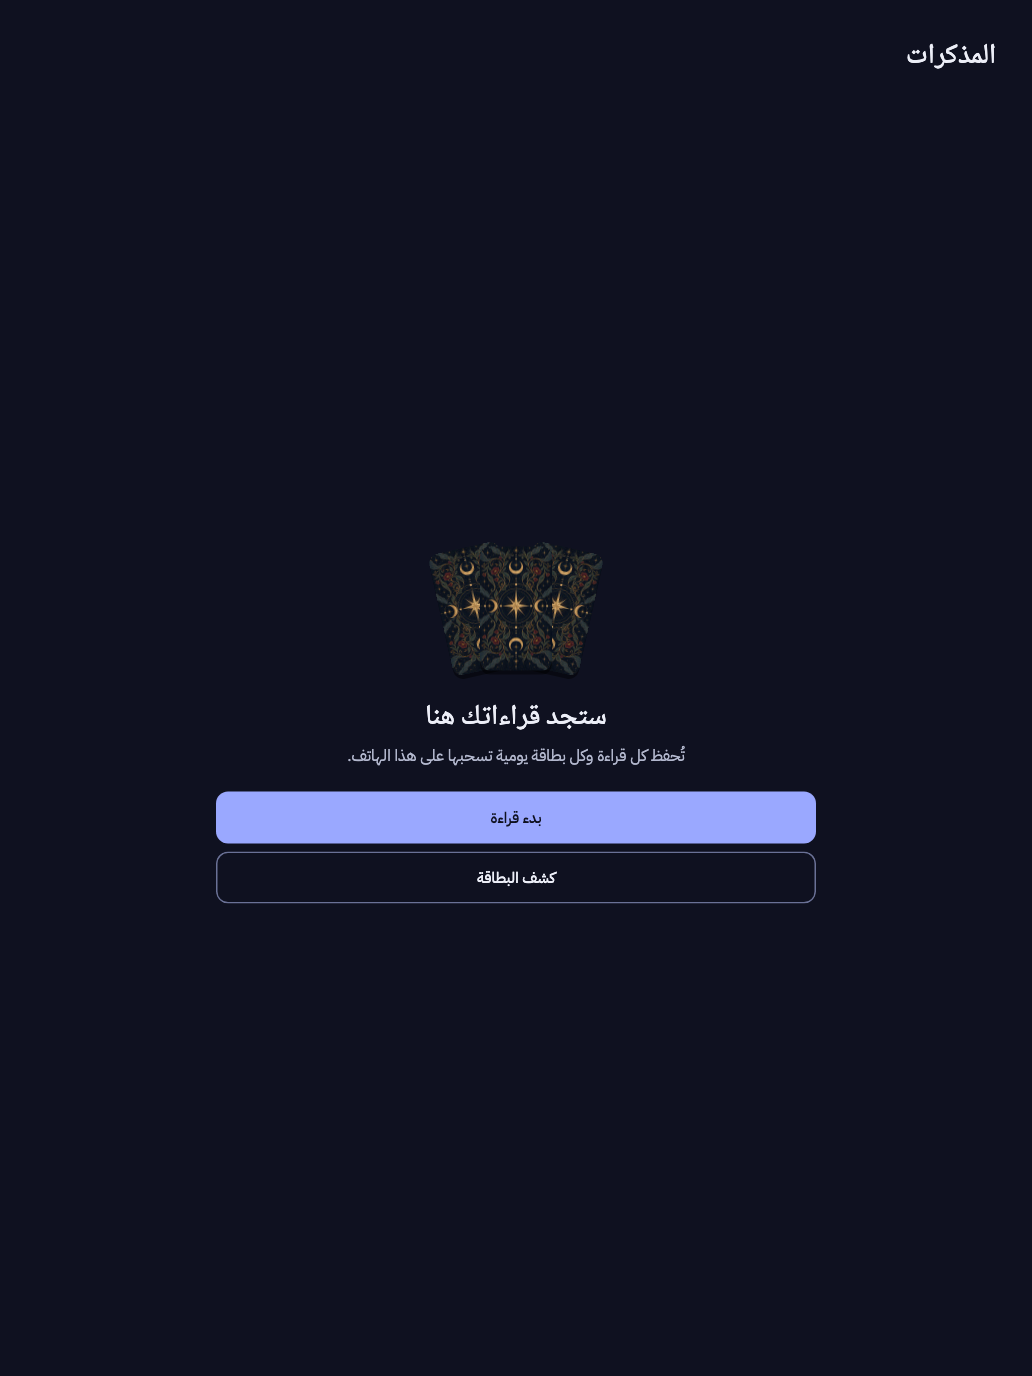 المذكرات
ستجد قراءاتك هنا
تُحفظ كل قراءة وكل بطاقة يومية تسحبها على هذا الهاتف.
بدء قراءة
كشف البطاقة